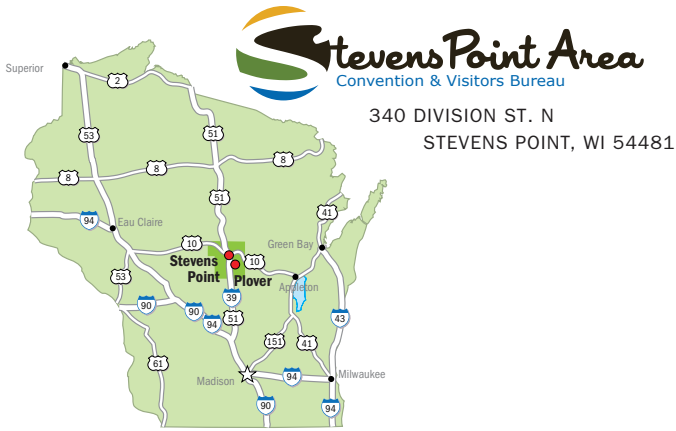 Stevens Point Area
Convention & Visitors Bureau
340 DIVISION ST. N
STEVENS POINT, WI 54481
Superior
2
53
51
8
8
8
51
41
94
Eau Claire
10
Green Bay
Stevens
Point
10
Plover
53
Appleton
39
90
90
94
51
43
151
41
61
Madison
94
Milwaukee
90
94